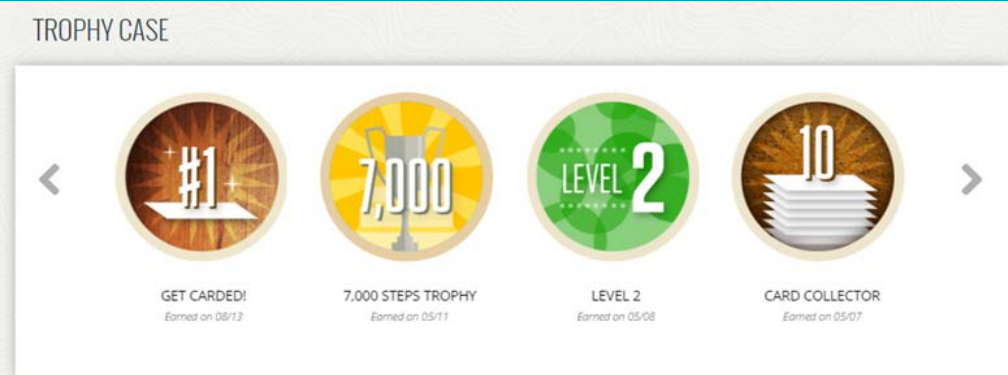 TROPHY CASE
#1
7,000
LEVEL 2
10
GET CARDED!
7,000 STEPS TROPHY
LEVEL 2
CARD COLLECTOR
Earned on 08/13
Earned on 05/11
Earned on 05/08
Earned on 05/07